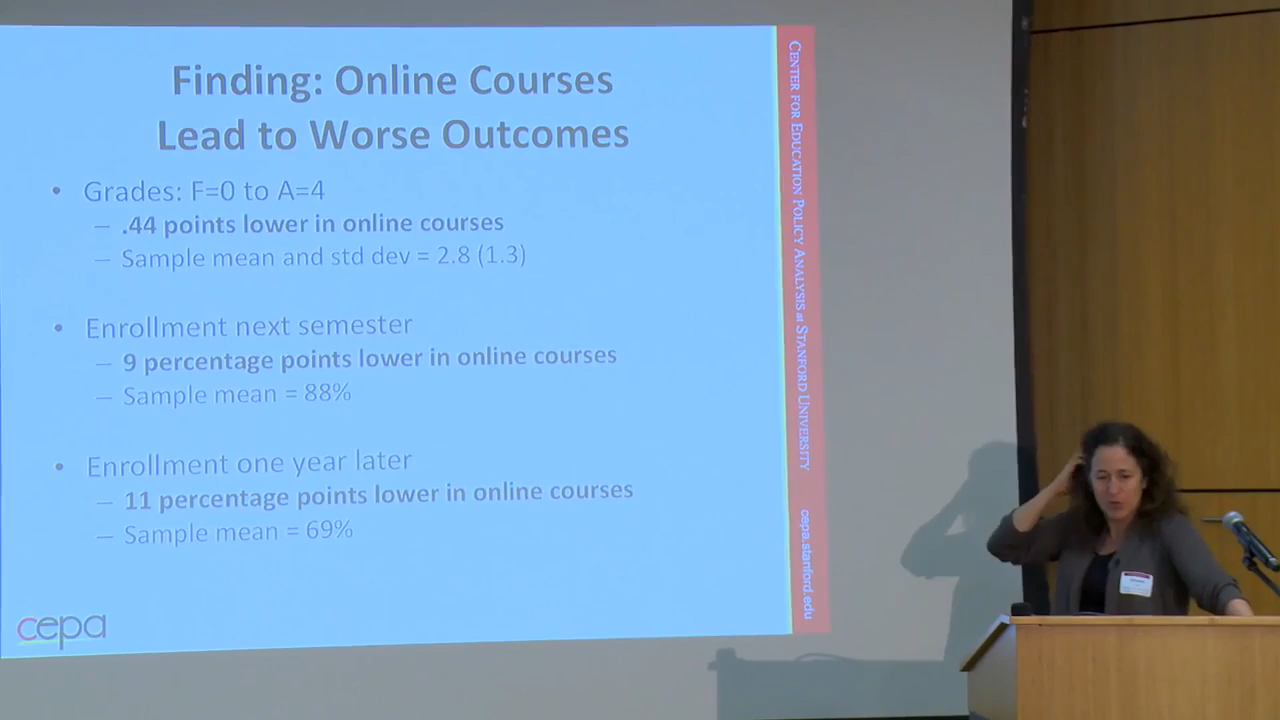 Finding: Online Courses
Lead to Worse Outcomes
• Grades: F=0 to A=4
– .44 points lower in online courses
– Sample mean and std dev = 2.8 (1.3)
• Enrollment next semester
– 9 percentage points lower in online courses
– Sample mean = 88%
• Enrollment one year later
– 11 percentage points lower in online courses
– Sample mean = 69%
cepa
CENTER FOR EDUCATION POLICY ANALYSIS at STANFORD UNIVERSITY
cepa.stanford.edu